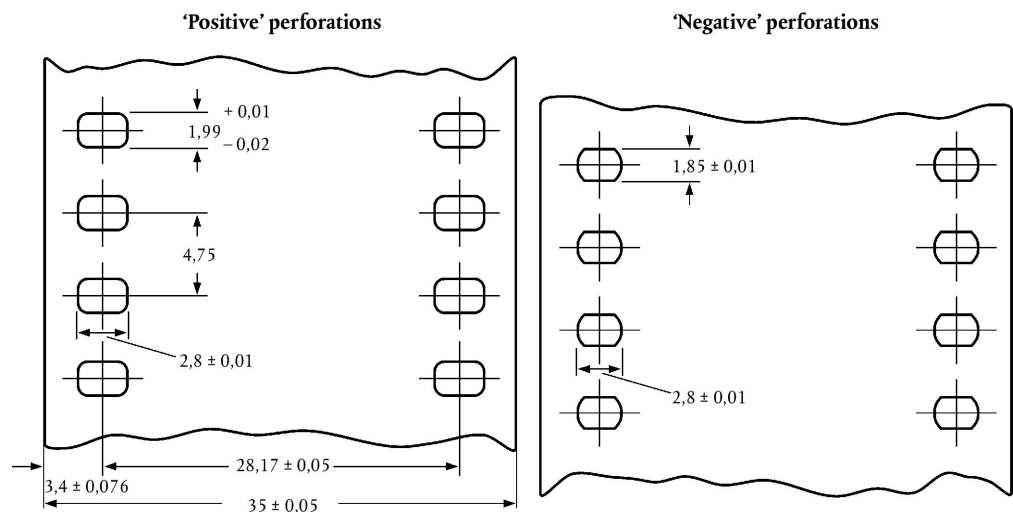 ‘Positive’ perforations
+ 0,01
1,99
– 0,02
4,75
2,8 ± 0,01
28,17 ± 0,05
3,4 ± 0,076
35 ± 0,05
‘Negative’ perforations
1,85 ± 0,01
2,8 ± 0,01